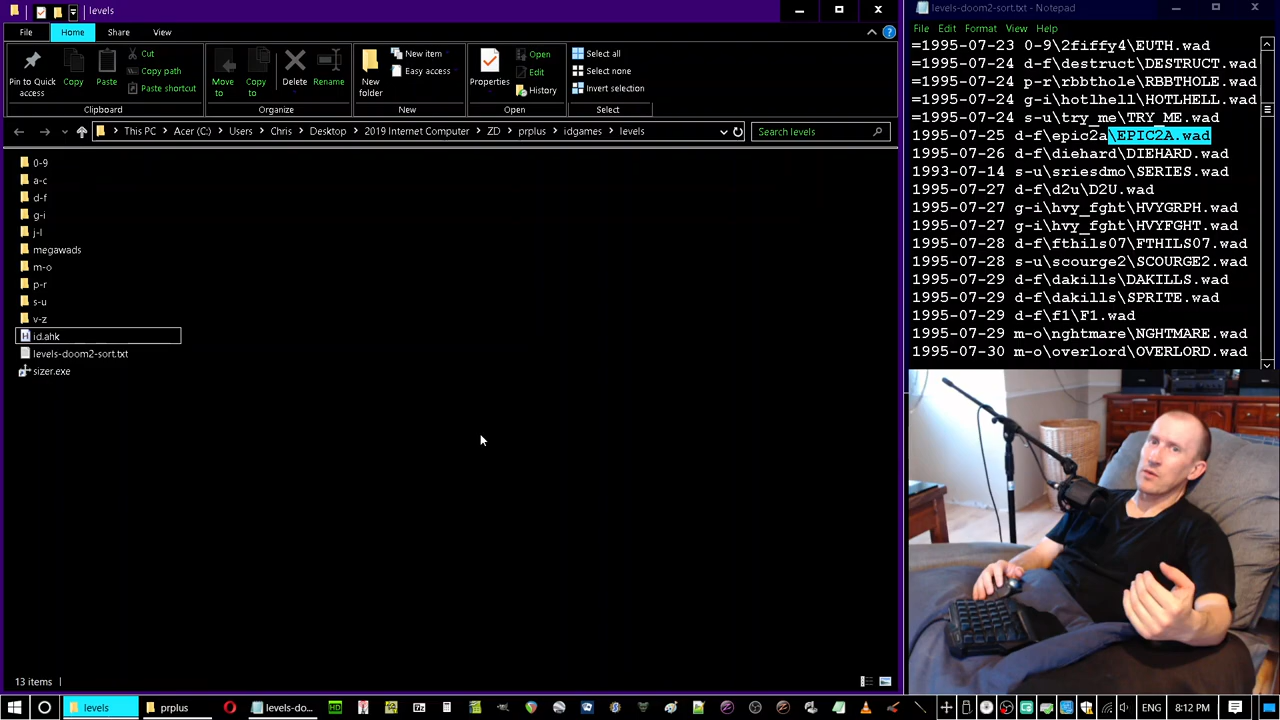 levels
File Home Share View
Pin to Quick access
Copy
Paste
Cut
Copy path
Paste shortcut
Clipboard
Move to
Copy to
Delete
Rename
Organize
New folder
New item
Easy access
New
Properties
Open
Edit
History
Open
Select all
Select none
Invert selection
Select
This PC > Acer (C:) > Users > Chris > Desktop > 2019 Internet Computer > ZD > prplus > idgames > levels
Search levels
0-9
a-c
d-f
g-i
j-l
megawads
m-o
p-r
s-u
v-z
id.ahk
levels-doom2-sort.txt
sizer.exe
13 items
levels-doom2-sort.txt - Notepad
File Edit Format View Help
=1995-07-23 0-9\2fiffy4\EUTH.wad
=1995-07-24 d-f\destruct\DESTRUCT.wad
=1995-07-24 p-r\rbbthole\RBBTHOLE.wad
=1995-07-24 g-i\hotlhell\HOTLHELL.wad
=1995-07-24 s-u\try_me\TRY_ME.wad
1995-07-25 d-f\epic2a\EPIC2A.wad
1995-07-26 d-f\diehard\DIEHARD.wad
1993-07-14 s-u\sriesdmo\SERIES.wad
1995-07-27 d-f\d2u\D2U.wad
1995-07-27 g-i\hvy_fght\HVYGRPH.wad
1995-07-27 g-i\hvy_fght\HVYFGHT.wad
1995-07-28 d-f\fthils07\FTHILS07.wad
1995-07-28 s-u\scourge2\SCOURGE2.wad
1995-07-29 d-f\dakills\DAKILLS.wad
1995-07-29 d-f\dakills\SPRITE.wad
1995-07-29 d-f\f1\F1.wad
1995-07-29 m-o\nghtmare\NGHTMARE.wad
1995-07-30 m-o\overlord\OVERLORD.wad
levels
prplus
levels-do...
ENG
8:12 PM